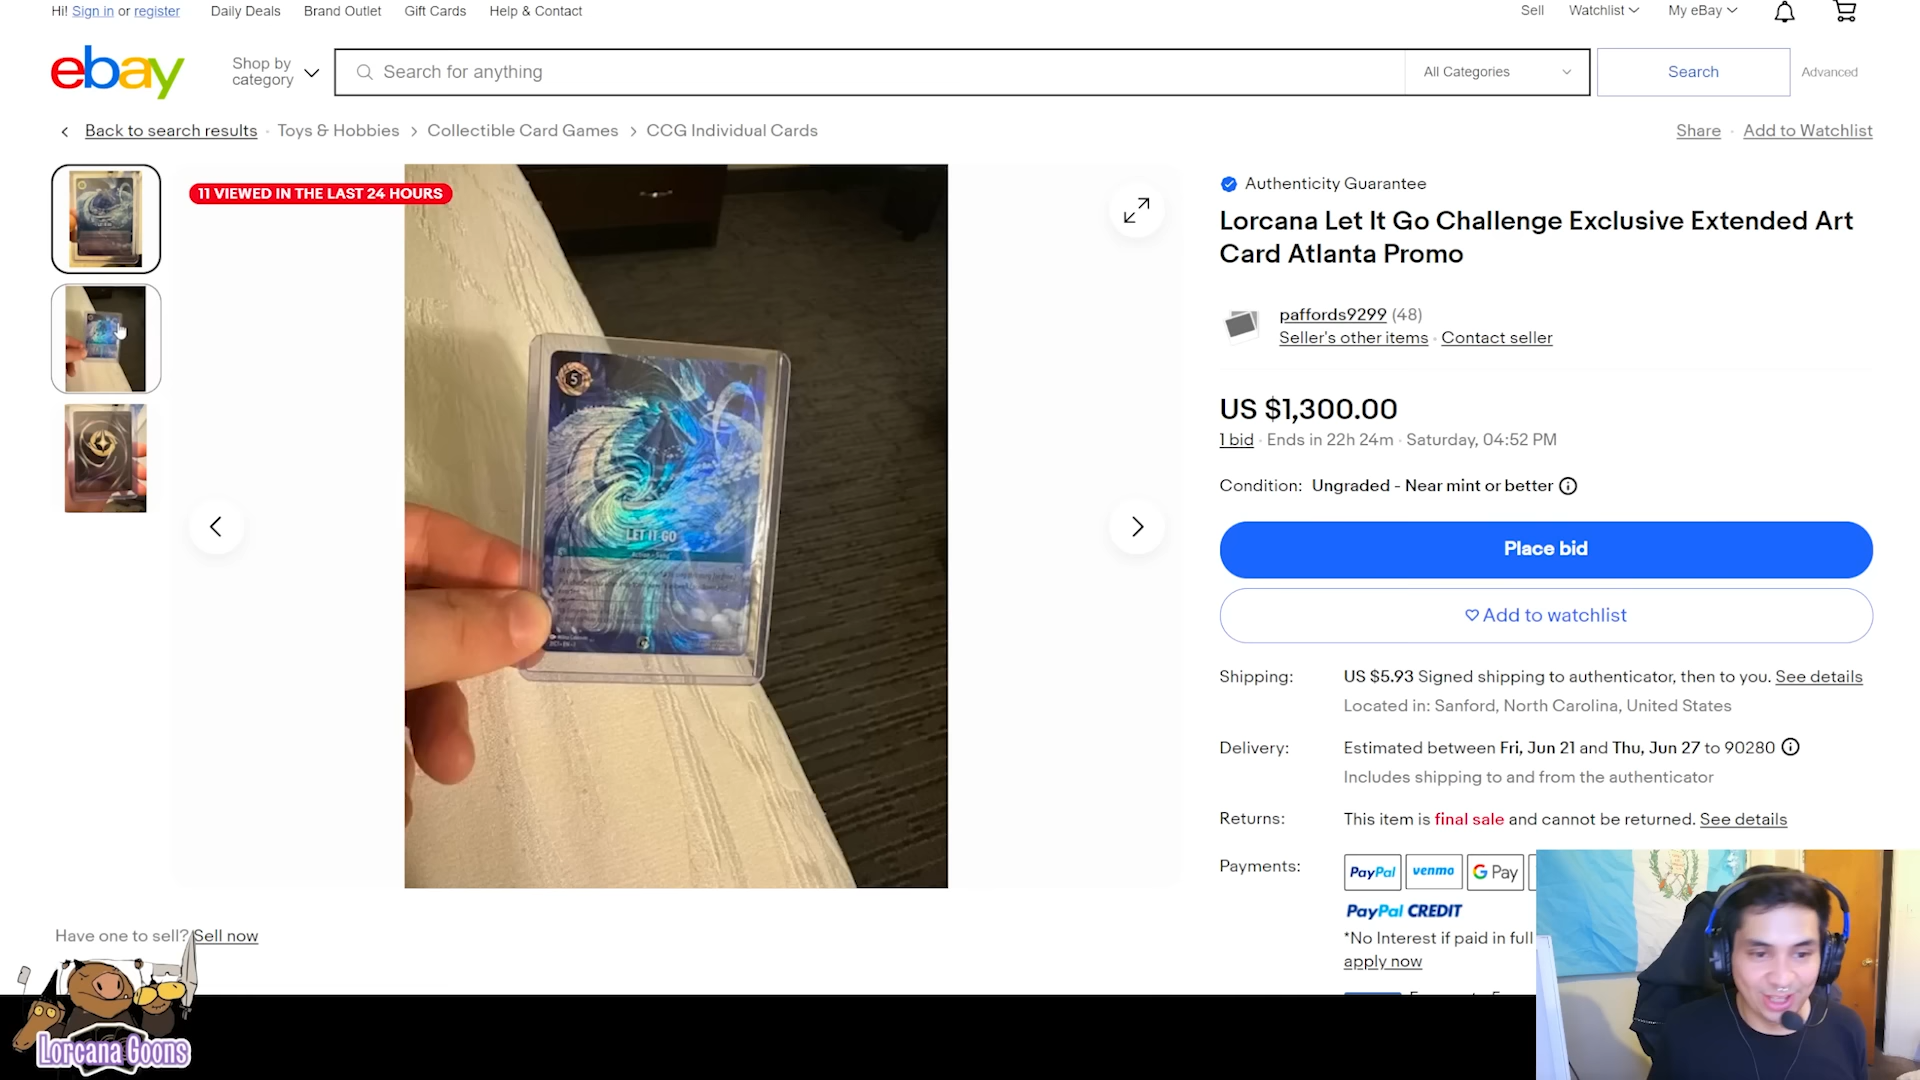 Hi! Sign in or register
Daily Deals
Brand Outlet
Gift Cards
Help & Contact
Sell
Watchlist
My eBay
ebay
Shop by
category
Search for anything
All Categories
Search
Advanced
Back to search results
Toys & Hobbies > Collectible Card Games > CCG Individual Cards
Share
Add to Watchlist
11 VIEWED IN THE LAST 24 HOURS
5
LET IT GO
Action • Song
Authenticity Guarantee
Lorcana Let It Go Challenge Exclusive Extended Art
Card Atlanta Promo
paffords9299 (48)
Seller's other items · Contact seller
US $1,300.00
1 bid · Ends in 22h 24m · Saturday, 04:52 PM
Condition: Ungraded - Near mint or better
Place bid
Add to watchlist
Shipping: US $5.93 Signed shipping to authenticator, then to you. See details
Located in: Sanford, North Carolina, United States
Delivery: Estimated between Fri, Jun 21 and Thu, Jun 27 to 90280
Includes shipping to and from the authenticator
Returns: This item is final sale and cannot be returned. See details
Payments: PayPal venmo G Pay
PayPal CREDIT
*No Interest if paid in full
apply now
Have one to sell? Sell now
Lorcana Goons